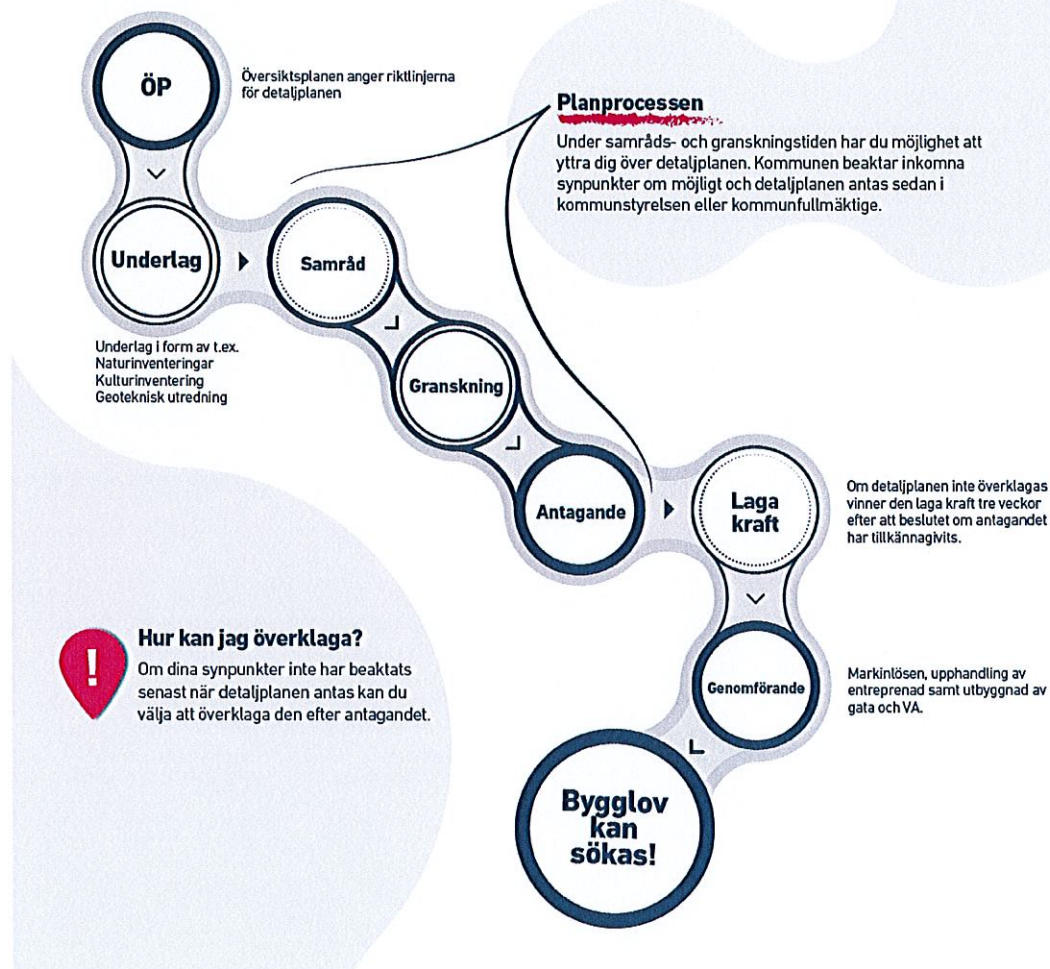 ÖP
Översiktsplanen anger riktlinjerna
för detaljplanen
Planprocessen
Under samråds- och granskningstiden har du möjlighet att
yttra dig över detaljplanen. Kommunen beaktar inkomna
synpunkter om möjligt och detaljplanen antas sedan i
kommunstyrelsen eller kommunfullmäktige.
Underlag
Samråd
Underlag i form av t.ex.
Naturinventeringar
Kulturinventering
Geoteknisk utredning
Granskning
Antagande
Laga
kraft
Om detaljplanen inte överklagas
vinner den laga kraft tre veckor
efter att beslutet om antagandet
har tillkännagivits.
!
Hur kan jag överklaga?
Om dina synpunkter inte har beaktats
senast när detaljplanen antas kan du
välja att överklaga den efter antagandet.
Genomförande
Markinlösen, upphandling av
entreprenad samt utbyggnad av
gata och VA.
Bygglov
kan
sökas!